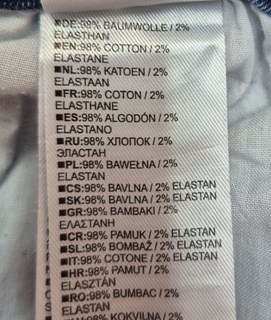 ■DE:98% BAUMWOLLE / 2%
ELASTHAN
■EN:98% COTTON / 2%
ELASTANE
■NL:98% KATOEN / 2%
ELASTAAN
■FR:98% COTON / 2%
ELASTHANE
■ES:98% ALGODÓN / 2%
ELASTANO
■RU:98% ХЛОПОК / 2%
ЭЛАСТАН
■PL:98% BAWEŁNA / 2%
ELASTAN
■CS:98% BAVLNA / 2% ELASTAN
■SK:98% BAVLNA / 2% ELASTAN
■GR:98% BAMBAKI / 2%
ΕΛΑΣΤΑΝΗ
■CR:98% PAMUK / 2% ELASTAN
■SL:98% BOMBAŽ / 2% ELASTAN
■IT:98% COTONE / 2% ELASTAN
■HR:98% PAMUT / 2%
ELASZTÁN
■RO:98% BUMBAC / 2%
ELASTAN
KOKVILNA